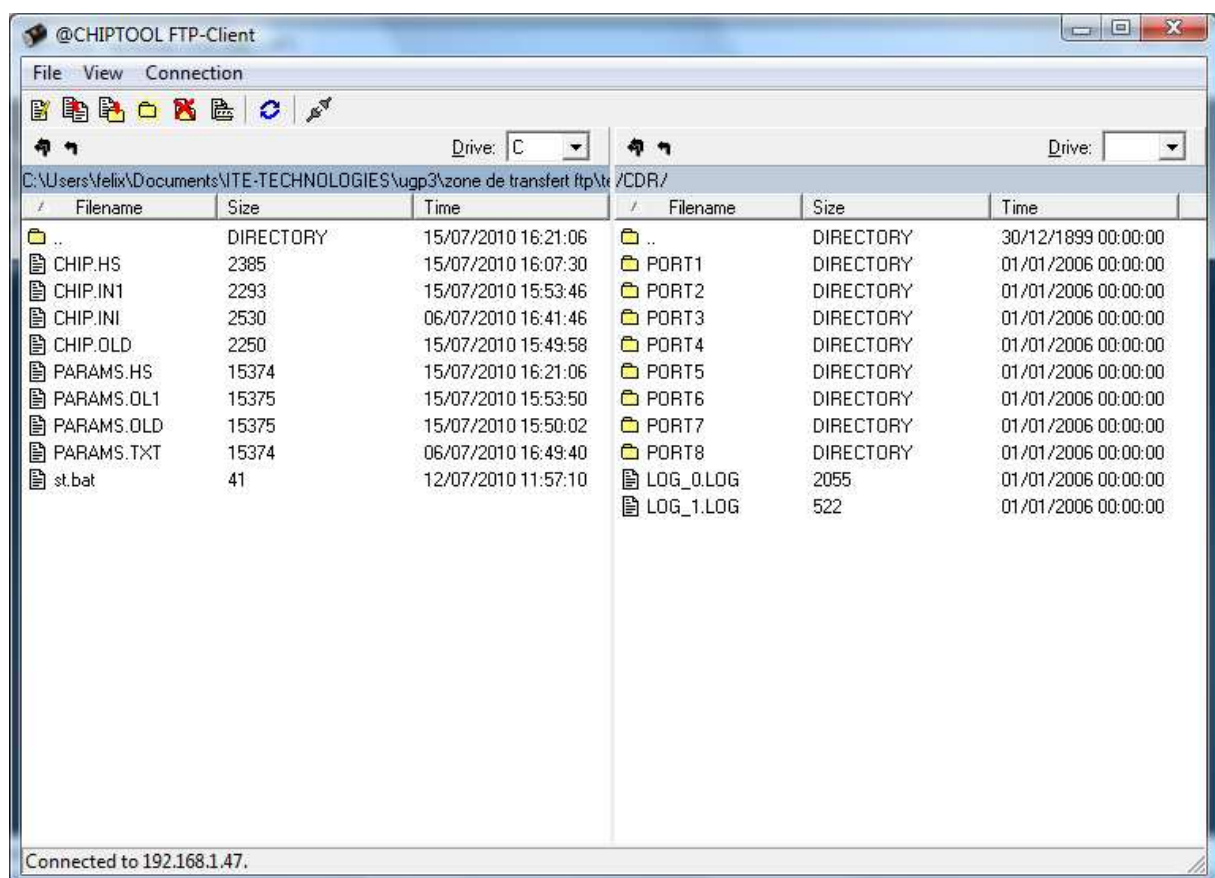 @CHIPTOOL FTP-Client
File View Connection
Drive: C Drive:
C:\Users\felix\Documents\ITE-TECHNOLOGIES\ugp3\zone de transfert ftp\te /CDR/
/ Filename Size Time / Filename Size Time
.. DIRECTORY 15/07/2010 16:21:06 .. DIRECTORY 30/12/1899 00:00:00
CHIP.HS 2385 15/07/2010 16:07:30 PORT1 DIRECTORY 01/01/2006 00:00:00
CHIP.IN1 2293 15/07/2010 15:53:46 PORT2 DIRECTORY 01/01/2006 00:00:00
CHIP.INI 2530 06/07/2010 16:41:46 PORT3 DIRECTORY 01/01/2006 00:00:00
CHIP.OLD 2250 15/07/2010 15:49:58 PORT4 DIRECTORY 01/01/2006 00:00:00
PARAMS.HS 15374 15/07/2010 16:21:06 PORT5 DIRECTORY 01/01/2006 00:00:00
PARAMS.OL1 15375 15/07/2010 15:53:50 PORT6 DIRECTORY 01/01/2006 00:00:00
PARAMS.OLD 15375 15/07/2010 15:50:02 PORT7 DIRECTORY 01/01/2006 00:00:00
PARAMS.TXT 15374 06/07/2010 16:49:40 PORT8 DIRECTORY 01/01/2006 00:00:00
st.bat 41 12/07/2010 11:57:10 LOG_0.LOG 2055 01/01/2006 00:00:00
LOG_1.LOG 522 01/01/2006 00:00:00
Connected to 192.168.1.47.